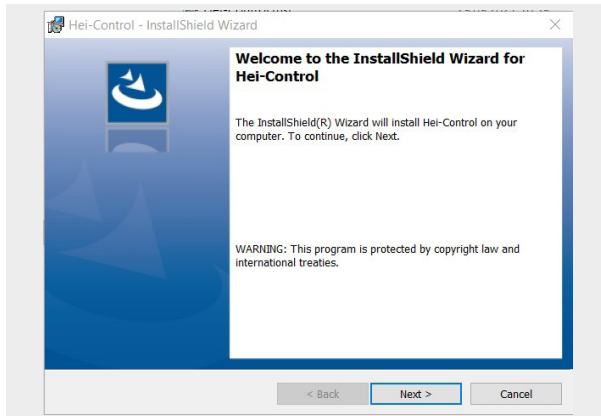 Hei-Control - InstallShield Wizard
Welcome to the InstallShield Wizard for
Hei-Control
The InstallShield(R) Wizard will install Hei-Control on your
computer. To continue, click Next.
WARNING: This program is protected by copyright law and
international treaties.
< Back Next > Cancel